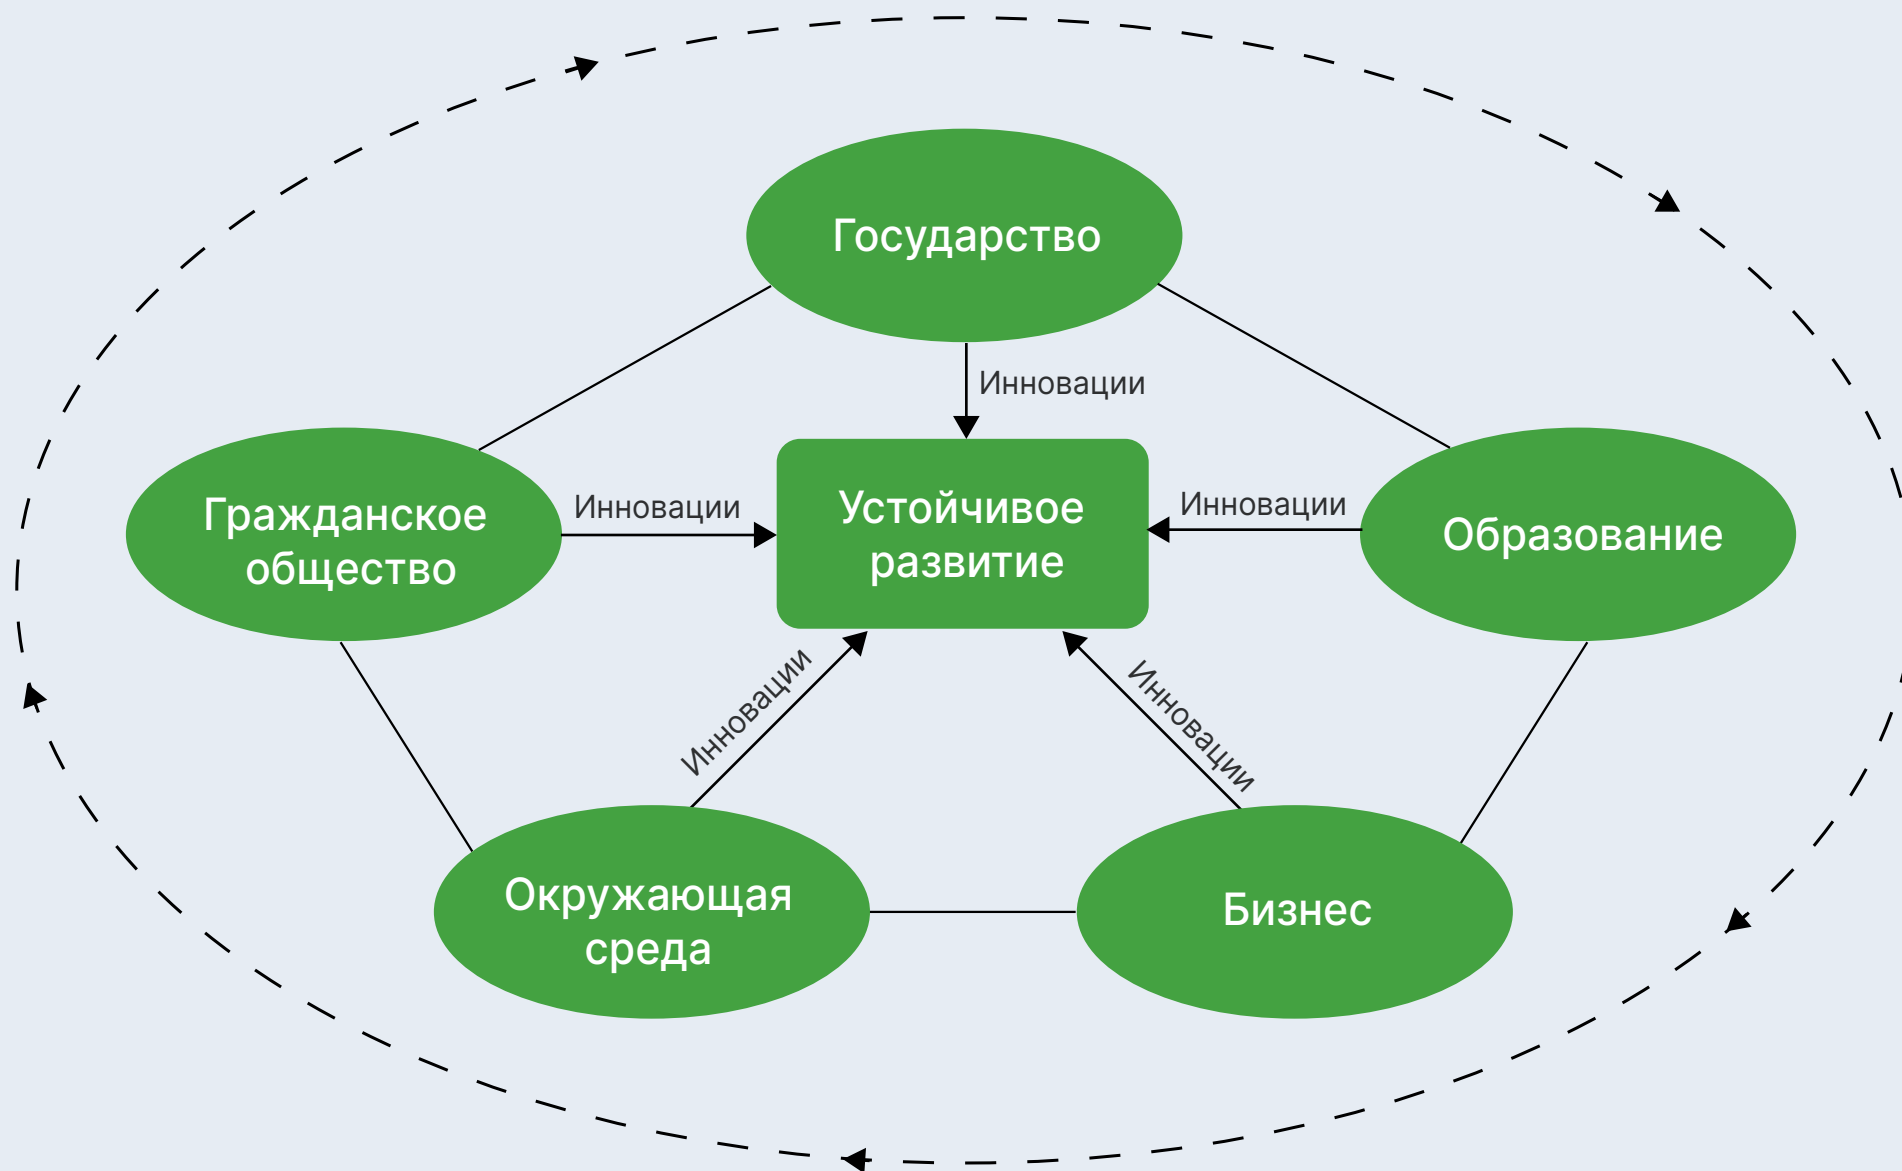 Государство
Инновации
Гражданское
общество
Инновации
Устойчивое
развитие
Инновации
Образование
Инновации
Инновации
Окружающая
среда
Бизнес